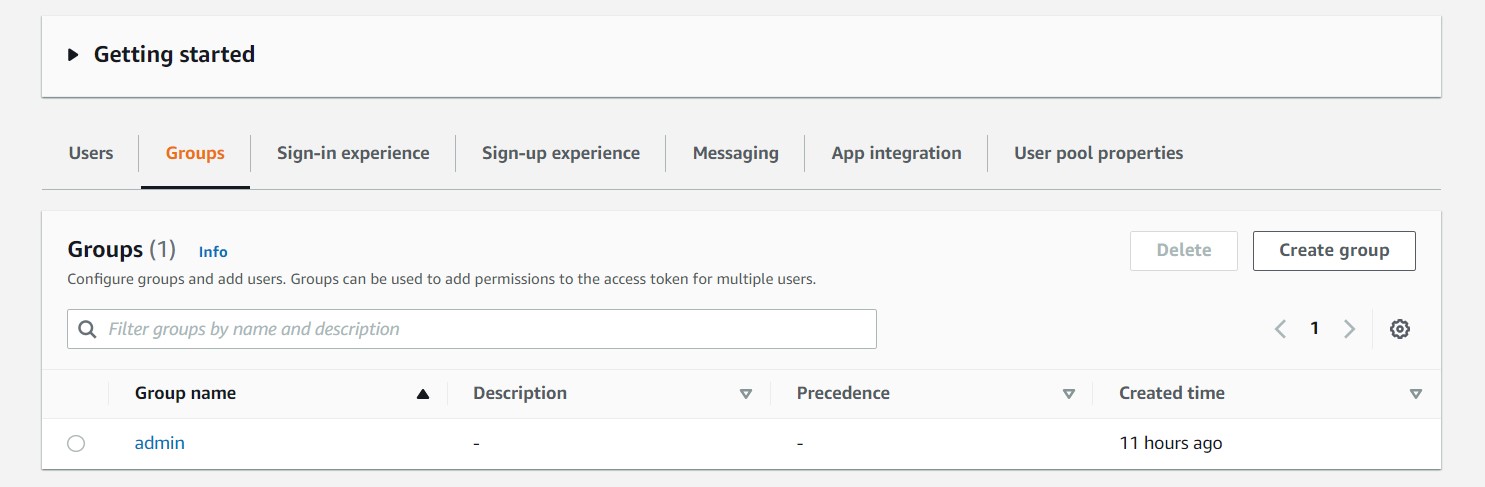 Getting started
Users Groups Sign-in experience Sign-up experience Messaging App integration User pool properties
Groups (1) Info Delete Create group
Configure groups and add users. Groups can be used to add permissions to the access token for multiple users.
Filter groups by name and description 1
Group name Description Precedence Created time
admin - - 11 hours ago